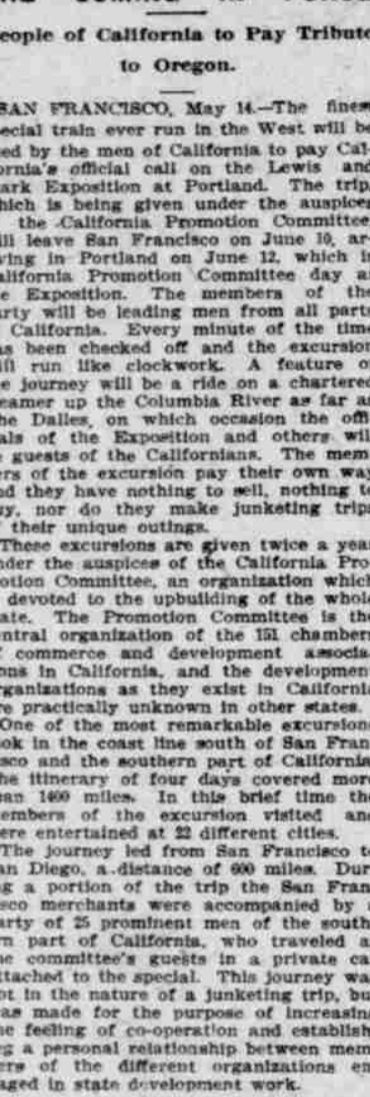 eople of California to Pay Tribute
to Oregon.
SAN FRANCISCO, May 14.—The fines
ecial train ever run in the West will be
ed by the men of California to pay Cal-
ornia's official call on the Lewis and
ark Exposition at Portland. The trip,
hich is being given under the auspices
the California Promotion Committee,
ill leave San Francisco on June 10, ar-
ving in Portland on June 12, which is
alifornia Promotion Committee day a
e Exposition. The members of the
arty will be leading men from all parts
California. Every minute of the time
as been checked off and the excursion
ill run like clockwork. A feature o
e journey will be a ride on a chartered
eamer up the Columbia River as far as
he Dalles, on which occasion the offi-
als of the Exposition and others wil
guests of the Californians. The mem-
ers of the excursion pay their own way
nd they have nothing to sell, nothing to
uy, nor do they make junketing trips
their unique outings.
These excursions are given twice a year
nder the auspices of the California Pro-
otion Committee, an organization which
devoted to the upbuilding of the whole
ate. The Promotion Committee is the
entral organization of the 151 chambers
f commerce and development associa-
ons in California, and the development
rganizations as they exist in California
re practically unknown in other states.
One of the most remarkable excursions
ook in the coast line south of San Fran-
isco and the southern part of California.
he itinerary of four days covered more
an 1400 miles. In this brief time the
embers of the excursion visited and
ere entertained at 22 different cities.
The journey led from San Francisco to
an Diego, a distance of 600 miles. Dur-
g a portion of the trip the San Fran-
isco merchants were accompanied by a
arty of 25 prominent men of the south-
rn part of California, who traveled a
he committee's guests in a private ca
ttached to the special. This journey wa
ot in the nature of a junketing trip, bu
as made for the purpose of increasing
he feeling of co-operation and establish-
g a personal relationship between mem-
ers of the different organizations en-
aged in state development work.